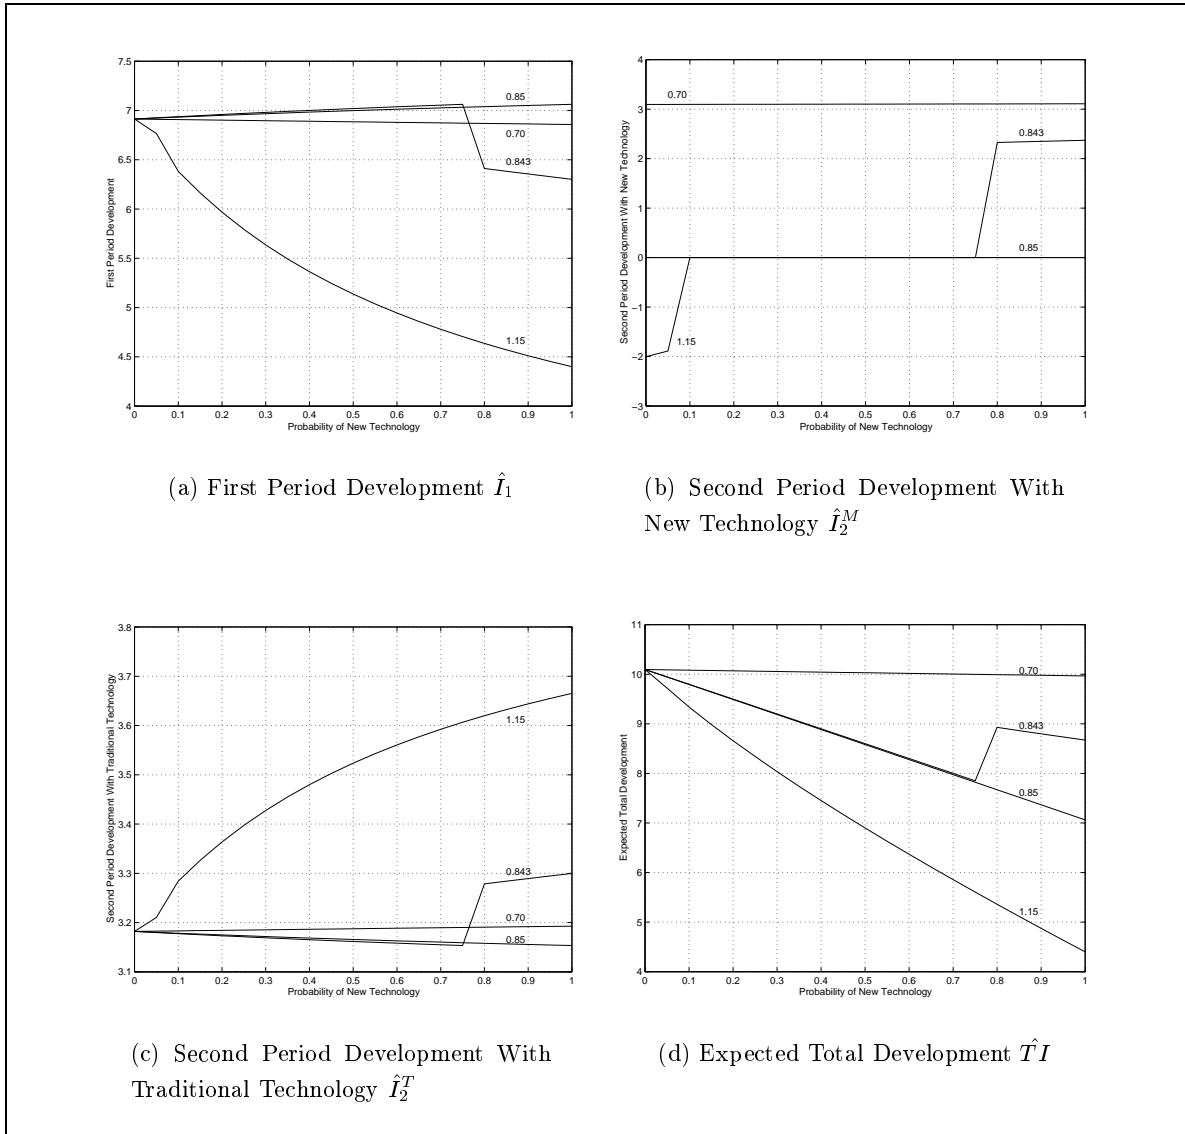 7.5
7
6.5
6
5.5
5
4.5
4
First Period Development
0.85
0.70
0.843
1.15
0 0.1 0.2 0.3 0.4 0.5 0.6 0.7 0.8 0.9 1
Probability of New Technology
(a) First Period Development Î₁
4
3
2
1
0
−1
−2
−3
Second Period Development With New Technology
0.70
0.843
0.85
1.15
0 0.1 0.2 0.3 0.4 0.5 0.6 0.7 0.8 0.9 1
Probability of New Technology
(b) Second Period Development With
New Technology Î₂ᴹ
3.8
3.7
3.6
3.5
3.4
3.3
3.2
3.1
Second Period Development With Traditional Technology
1.15
0.843
0.70
0.85
0 0.1 0.2 0.3 0.4 0.5 0.6 0.7 0.8 0.9 1
Probability of New Technology
(c) Second Period Development With
Traditional Technology Î₂ᵀ
11
10
9
8
7
6
5
4
Expected Total Development
0.70
0.843
0.85
1.15
0 0.1 0.2 0.3 0.4 0.5 0.6 0.7 0.8 0.9 1
Probability of New Technology
(d) Expected Total Development T̂I